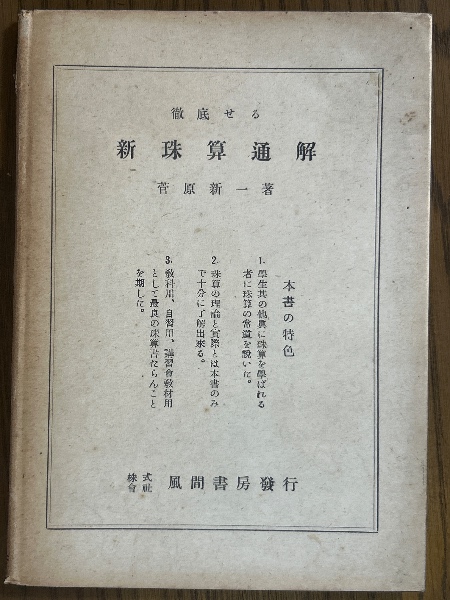 徹底せる
新珠算通解
菅原新一著
本書の特色
1. 學生其の他眞に珠算を學ばれる
者に珠算の常道を説いた。
2. 珠算の理論と實際とは本書のみ
で十分に了解出來る。
3. 敎科用、自習用、講習會敎材用
として最良の珠算書たらんこと
を期した。
株式
會社 風間書房發行